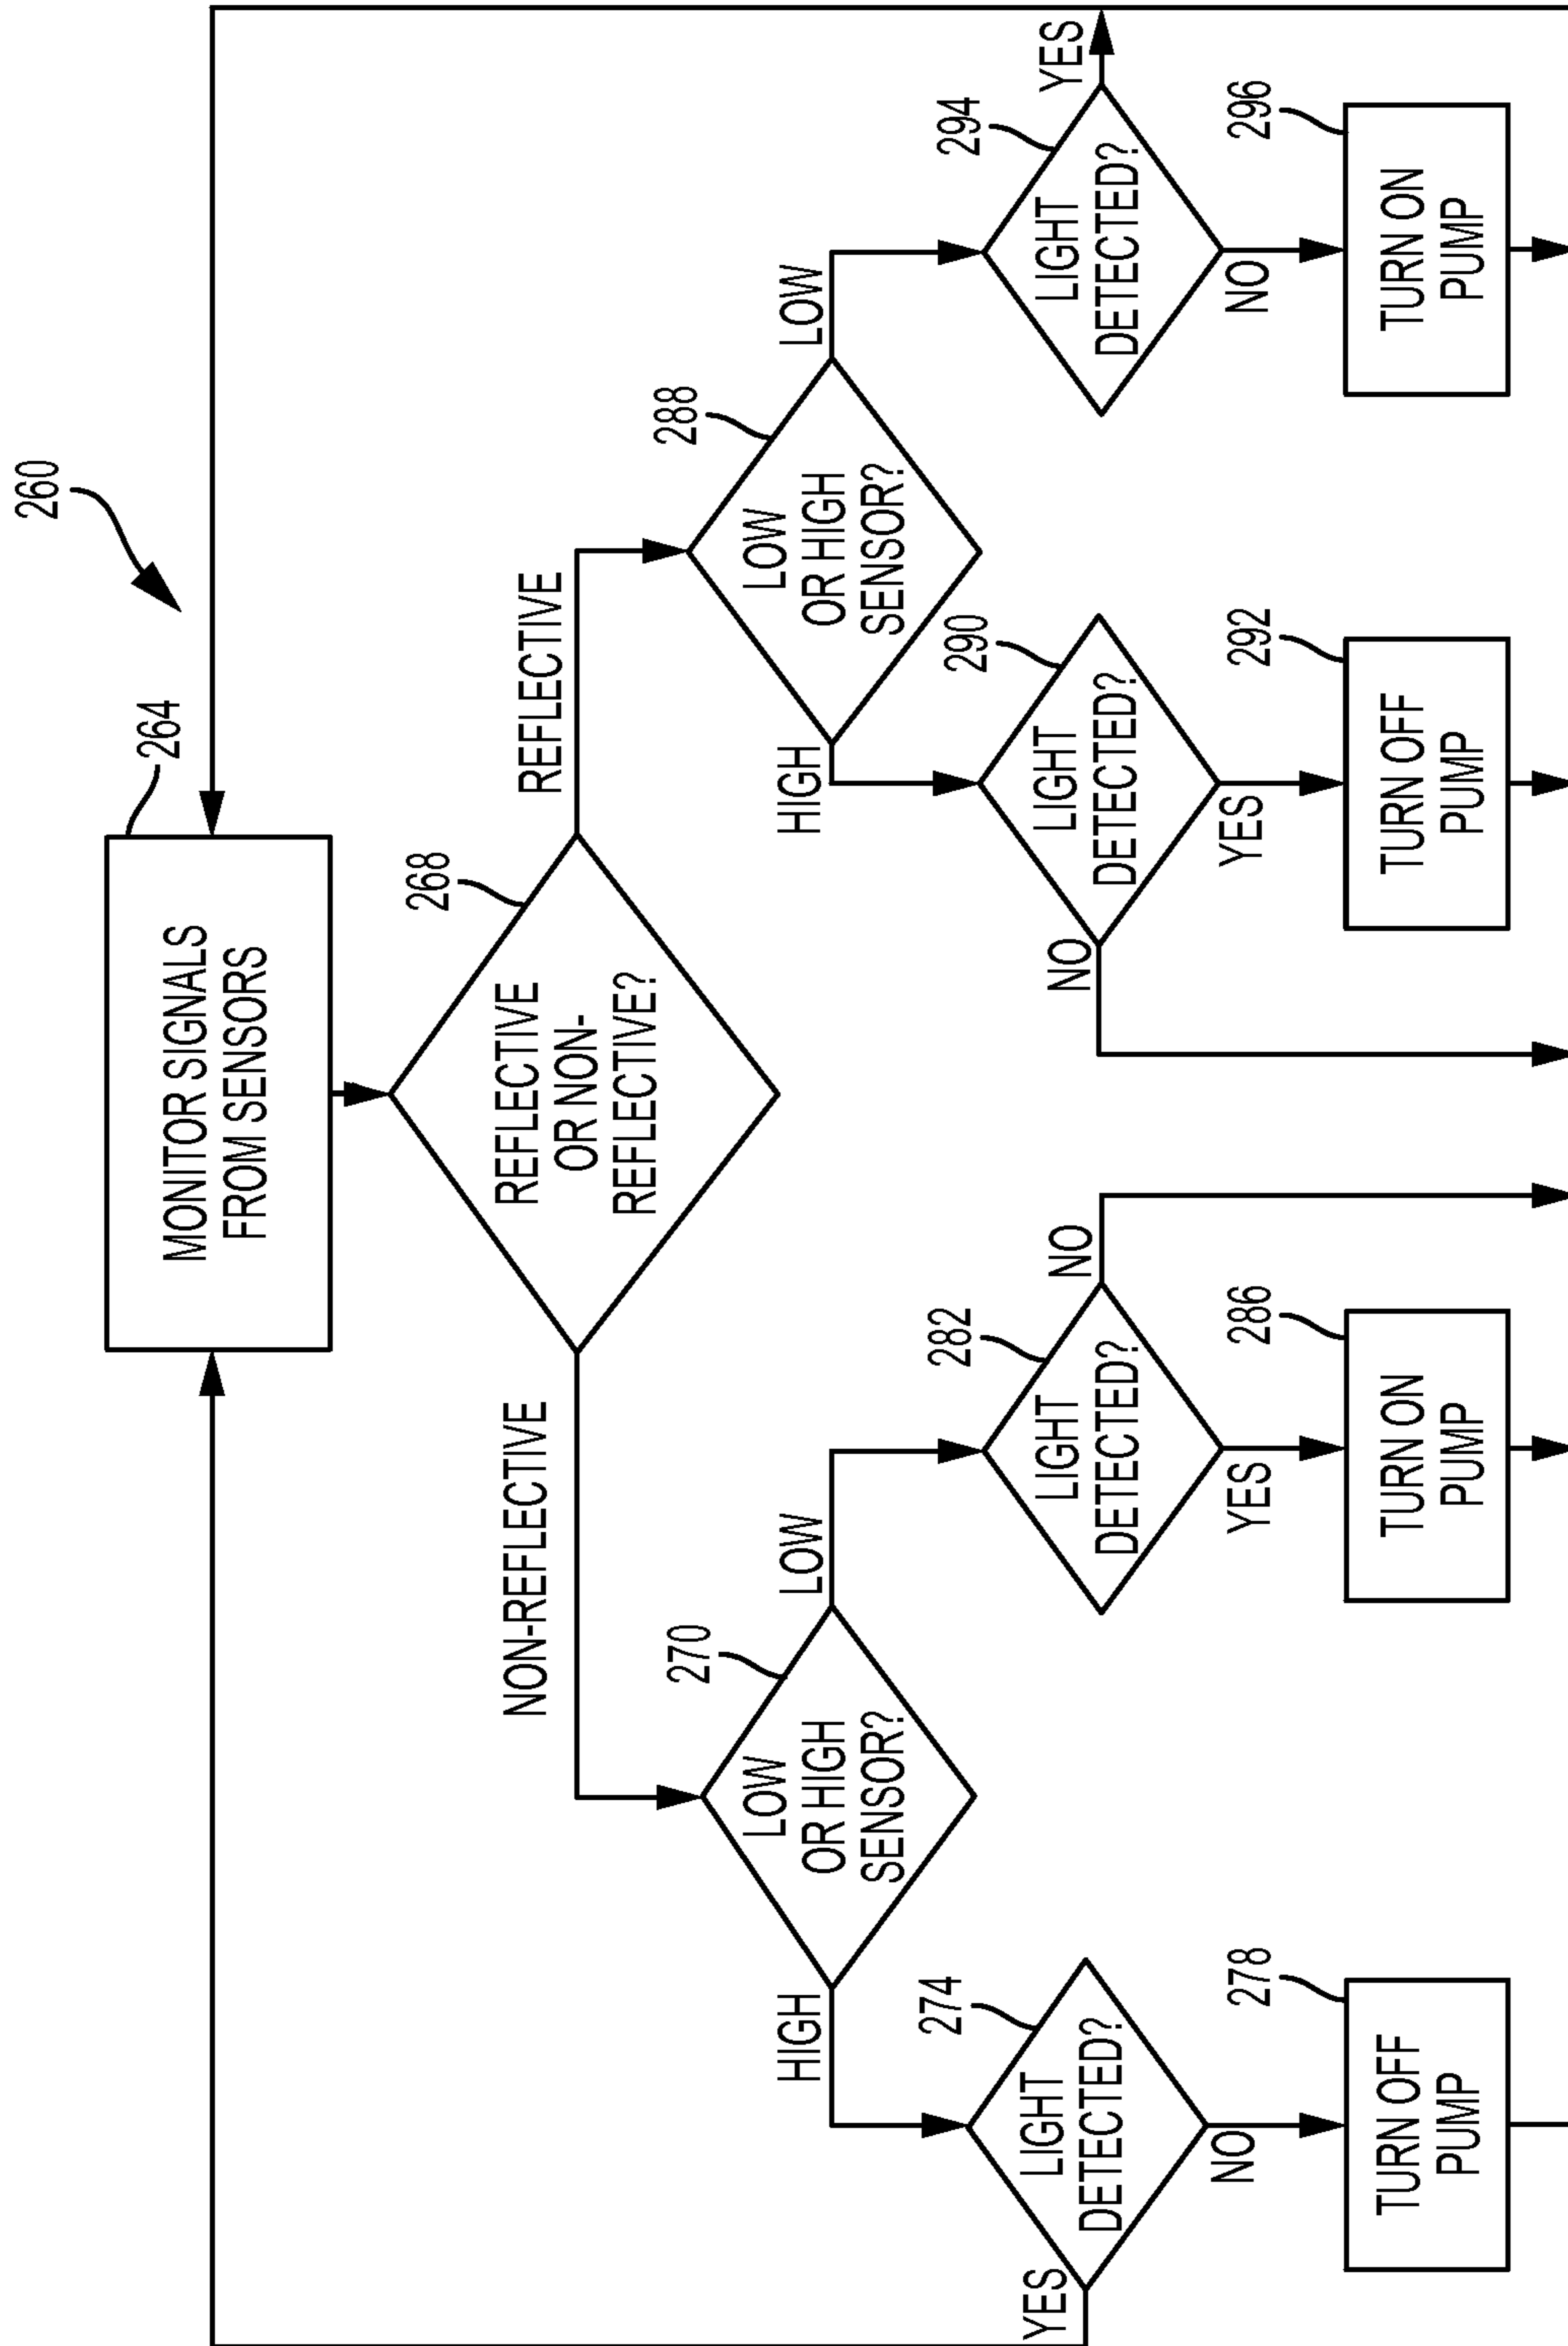 260
264
MONITOR SIGNALS
FROM SENSORS
268
REFLECTIVE
OR NON-
REFLECTIVE?
NON-REFLECTIVE
REFLECTIVE
270
LOW
OR HIGH
SENSOR?
288
LOW
OR HIGH
SENSOR?
HIGH
LOW
HIGH
LOW
274
LIGHT
DETECTED?
YES
NO
282
LIGHT
DETECTED?
NO
YES
290
LIGHT
DETECTED?
NO
YES
294
LIGHT
DETECTED?
YES
NO
278
TURN OFF
PUMP
286
TURN ON
PUMP
292
TURN OFF
PUMP
296
TURN ON
PUMP